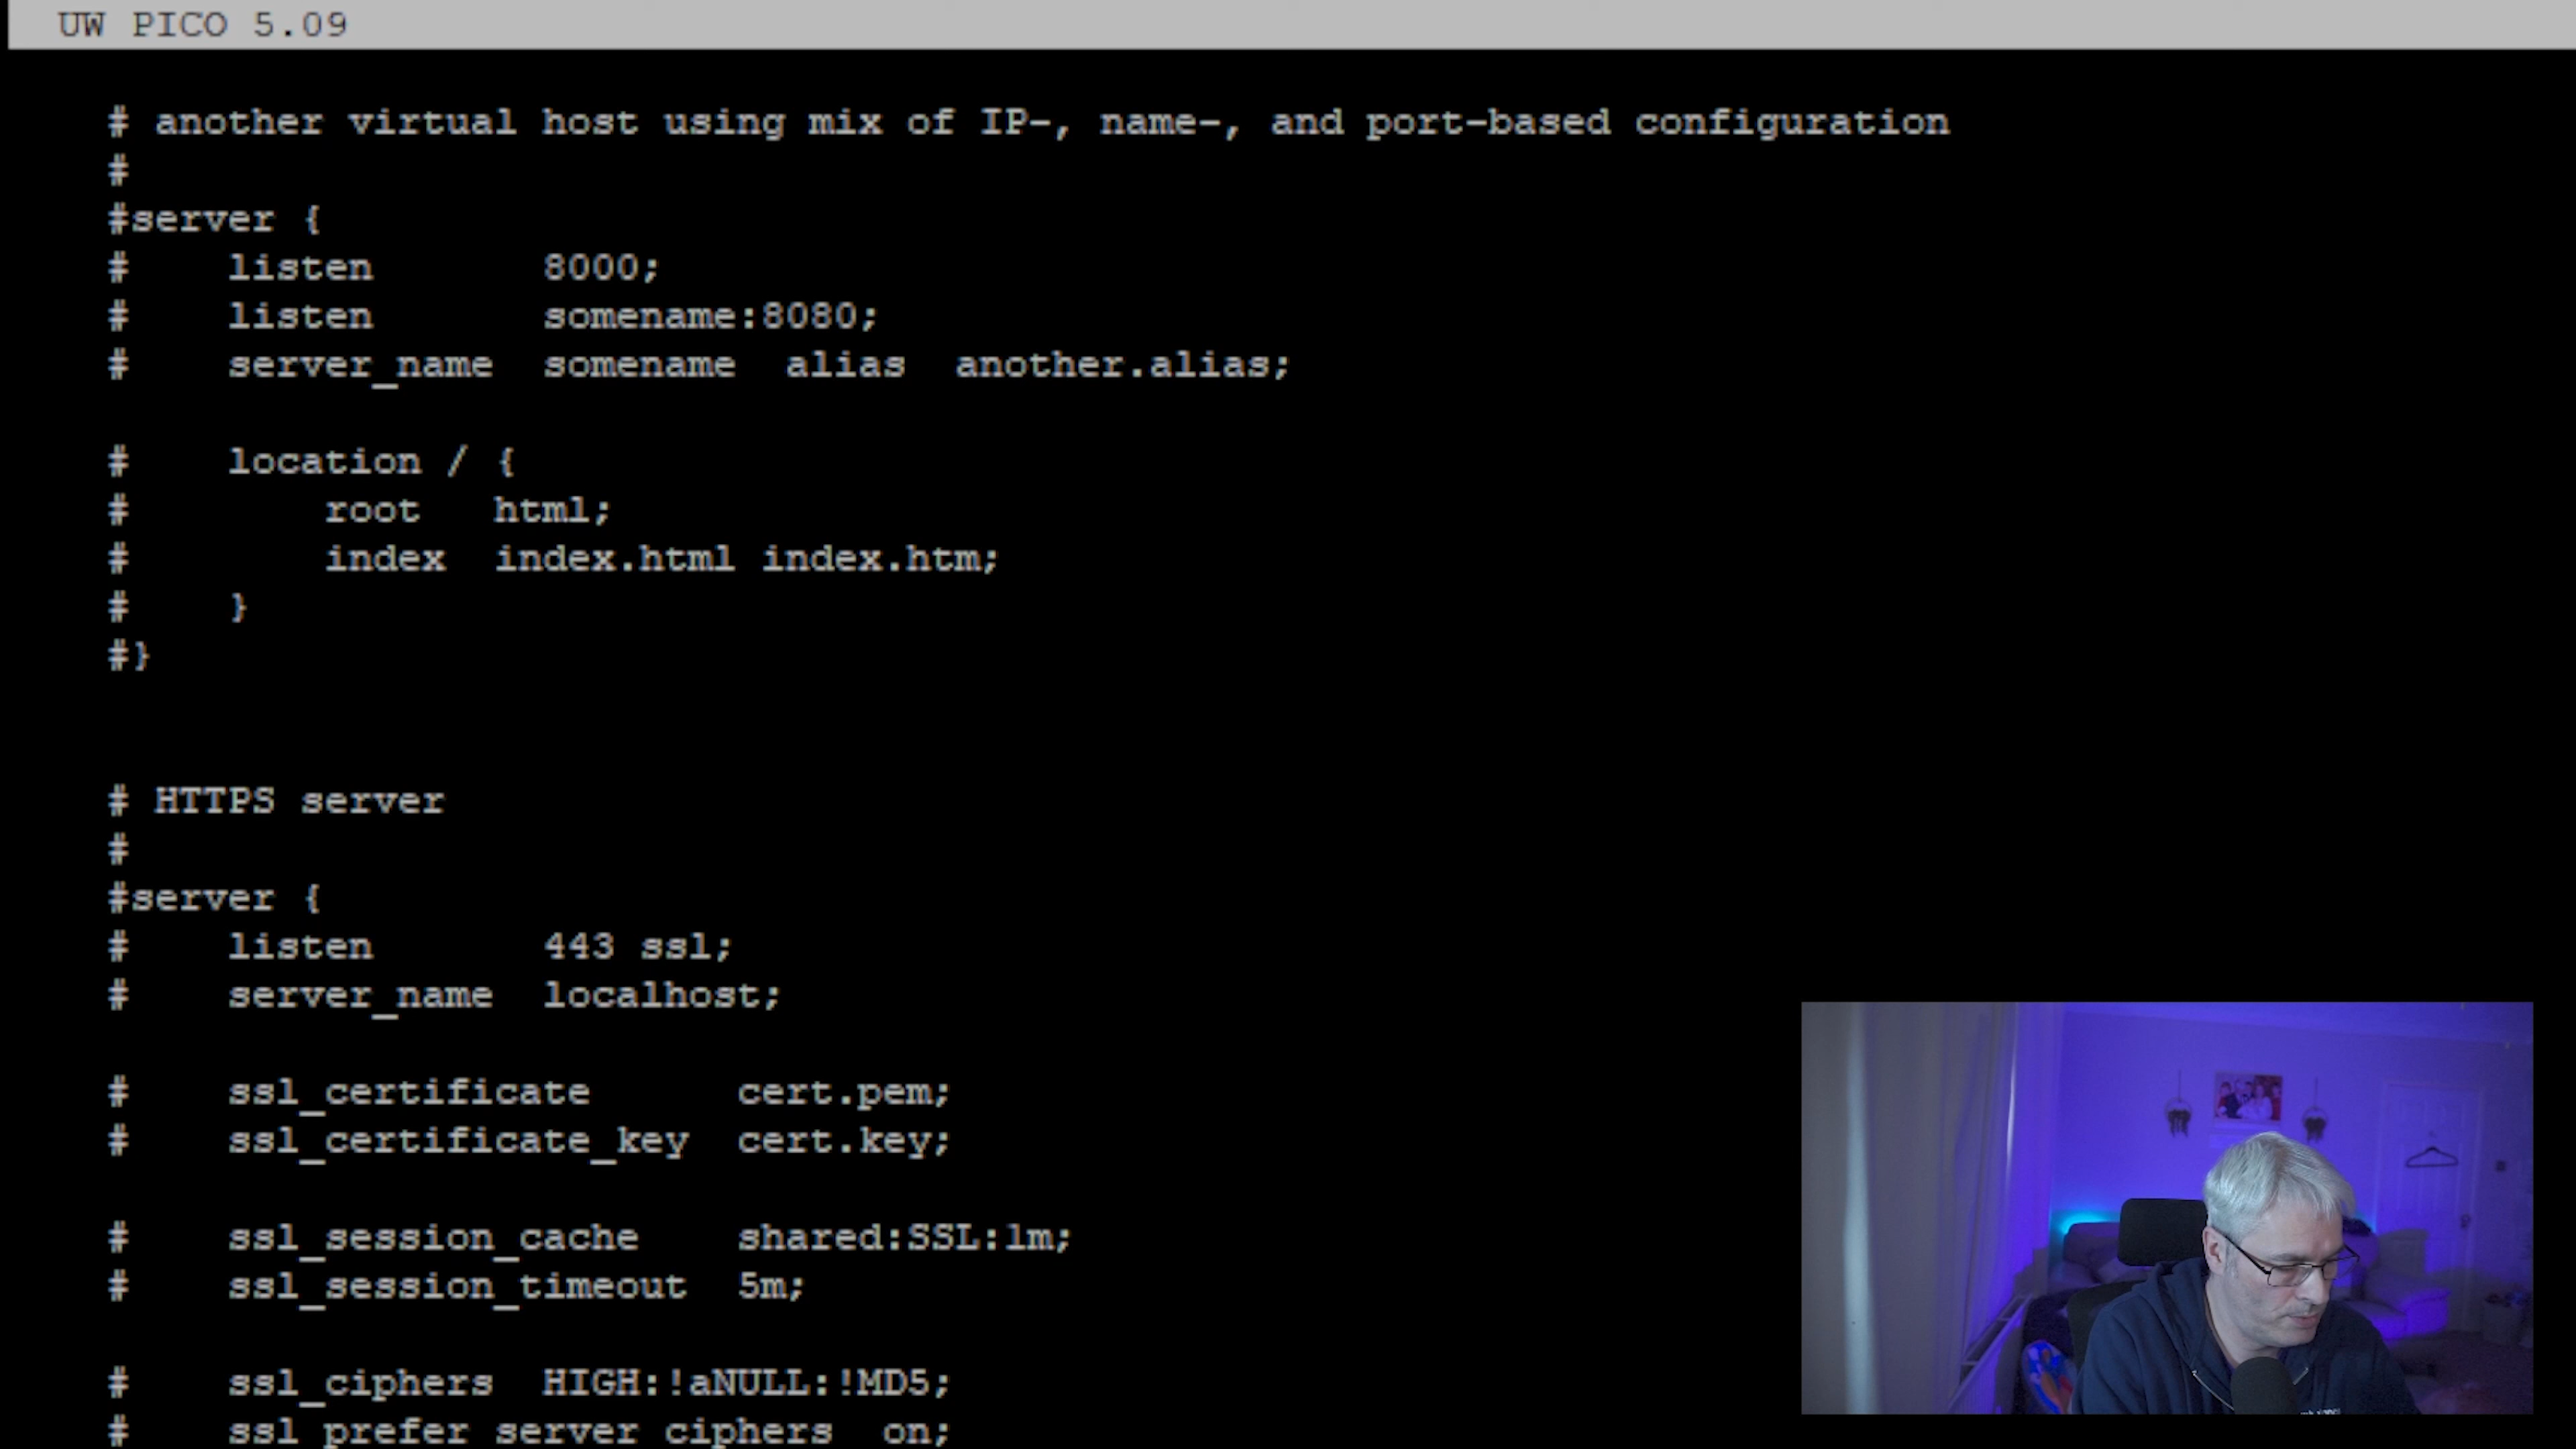 UW PICO 5.09
# another virtual host using mix of IP-, name-, and port-based configuration
#
#server {
#    listen       8000;
#    listen       somename:8080;
#    server_name  somename  alias  another.alias;
#    location / {
#        root   html;
#        index  index.html index.htm;
#    }
#}
# HTTPS server
#
#server {
#    listen       443 ssl;
#    server_name  localhost;
#    ssl_certificate      cert.pem;
#    ssl_certificate_key  cert.key;
#    ssl_session_cache    shared:SSL:1m;
#    ssl_session_timeout  5m;
#    ssl_ciphers  HIGH:!aNULL:!MD5;
#    ssl_prefer_server_ciphers  on;